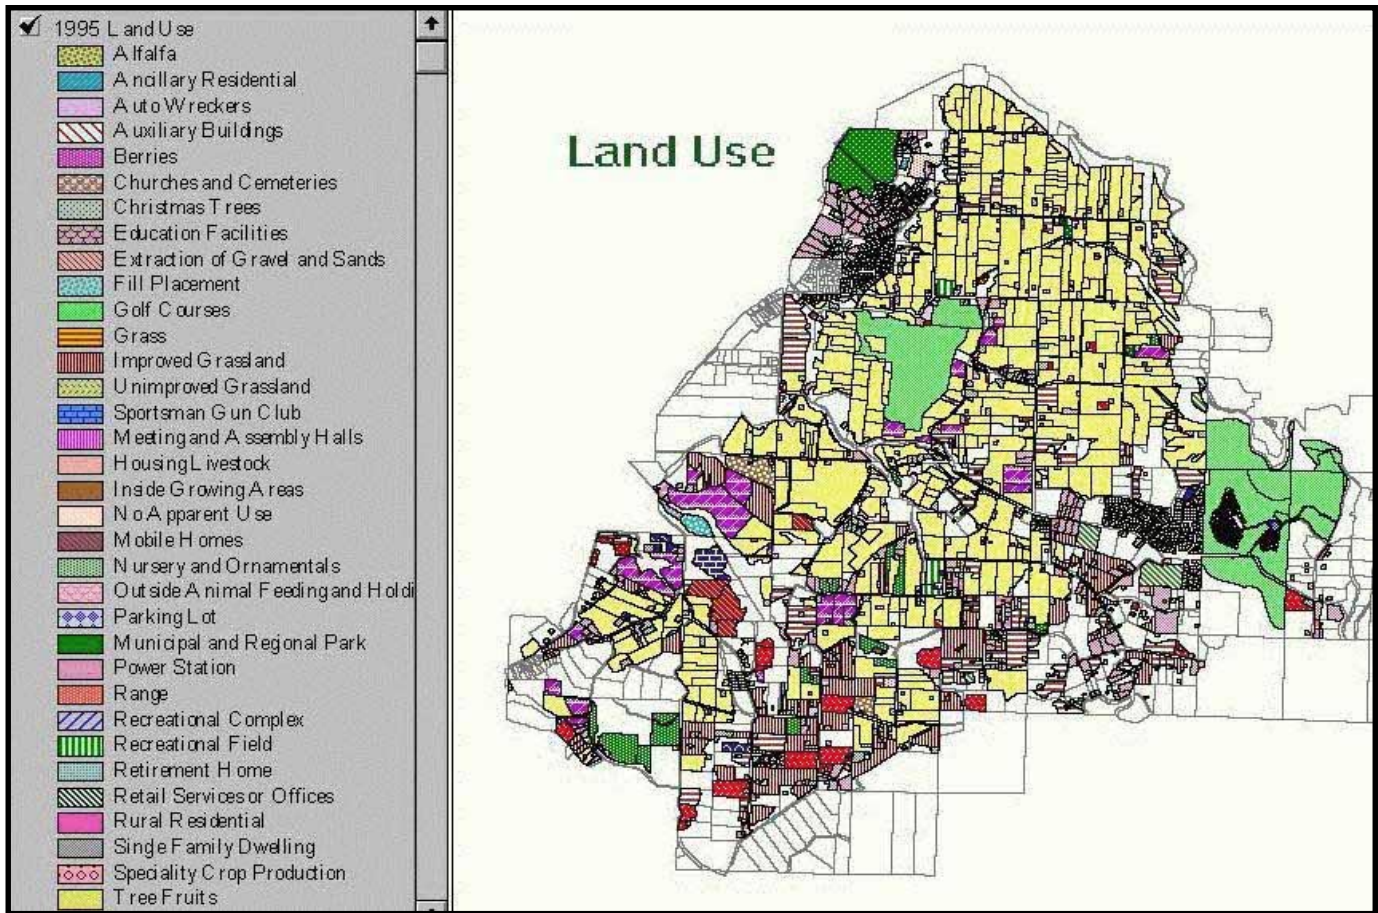 1995 Land Use
Alfalfa
Ancillary Residential
Auto Wreckers
Auxiliary Buildings
Berries
Churches and Cemeteries
Christmas Trees
Education Facilities
Extraction of Gravel and Sands
Fill Placement
Golf Courses
Grass
Improved Grassland
Unimproved Grassland
Sportsman Gun Club
Meeting and Assembly Halls
Housing Livestock
Inside Growing Areas
No Apparent Use
Mobile Homes
Nursery and Ornamentals
Outside Animal Feeding and Holdi
Parking Lot
Municipal and Regional Park
Power Station
Range
Recreational Complex
Recreational Field
Retirement Home
Retail Services or Offices
Rural Residential
Single Family Dwelling
Speciality Crop Production
Tree Fruits
Land Use